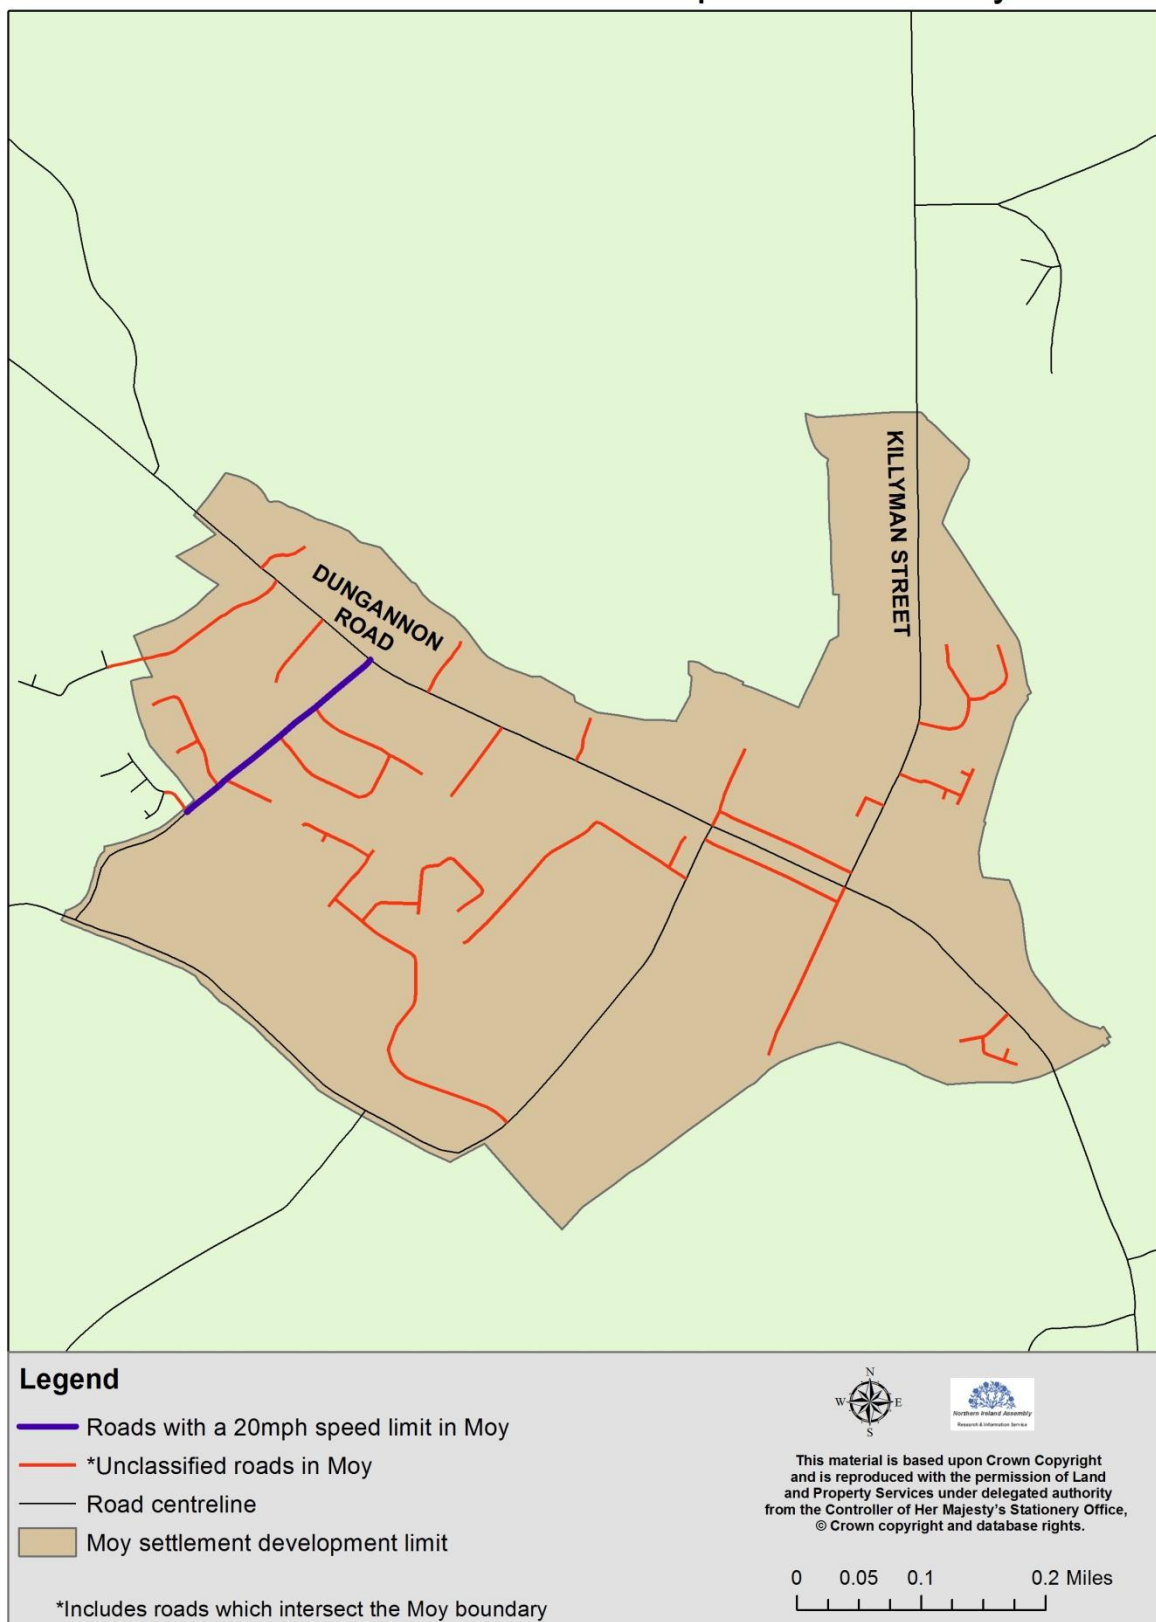 KILLYMAN STREET
DUNGANNON
ROAD
Legend
Roads with a 20mph speed limit in Moy
*Unclassified roads in Moy
Road centreline
Moy settlement development limit
*Includes roads which intersect the Moy boundary
N
W E
S
Northern Ireland Assembly
Research & Information Service
This material is based upon Crown Copyright
and is reproduced with the permission of Land
and Property Services under delegated authority
from the Controller of Her Majesty's Stationery Office,
© Crown copyright and database rights.
0 0.05 0.1 0.2 Miles